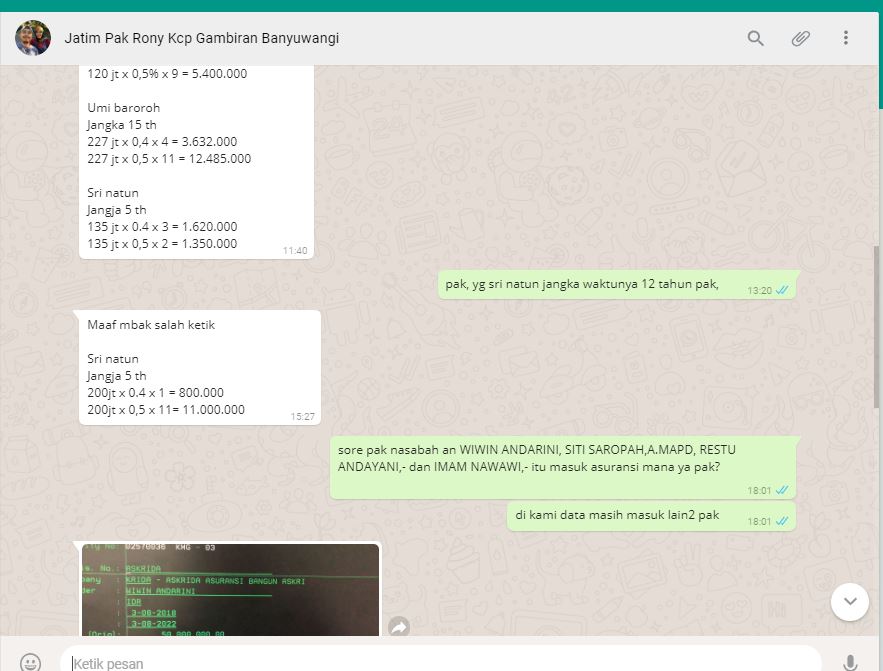 Jatim Pak Rony Kcp Gambiran Banyuwangi
120 jt x 0,5% x 9 = 5.400.000
Umi baroroh
Jangka 15 th
227 jt x 0,4 x 4 = 3.632.000
227 jt x 0,5 x 11 = 12.485.000
Sri natun
Jangja 5 th
135 jt x 0.4 x 3 = 1.620.000
135 jt x 0,5 x 2 = 1.350.000
11:40
pak, yg sri natun jangka waktunya 12 tahun pak,
13:20
Maaf mbak salah ketik
Sri natun
Jangja 5 th
200jt x 0.4 x 1 = 800.000
200jt x 0,5 x 11= 11.000.000
15:27
sore pak nasabah an WIWIN ANDARINI, SITI SAROPAH,A.MAPD, RESTU
ANDAYANI,- dan IMAM NAWAWI,- itu masuk asuransi mana ya pak?
18:01
di kami data masih masuk lain2 pak
18:01
No: 02570036 KMG - 03
s. No.: ASKRIDA
pany : KRIDA - ASKRIDA ASURANSI BANGUN ASKRI
der : WIWIN ANDARINI
: IDR
: 3-08-2018
: 3-08-2022
(Orig): 50,000,000.00
Ketik pesan